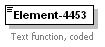 Element-4453
Text function, coded